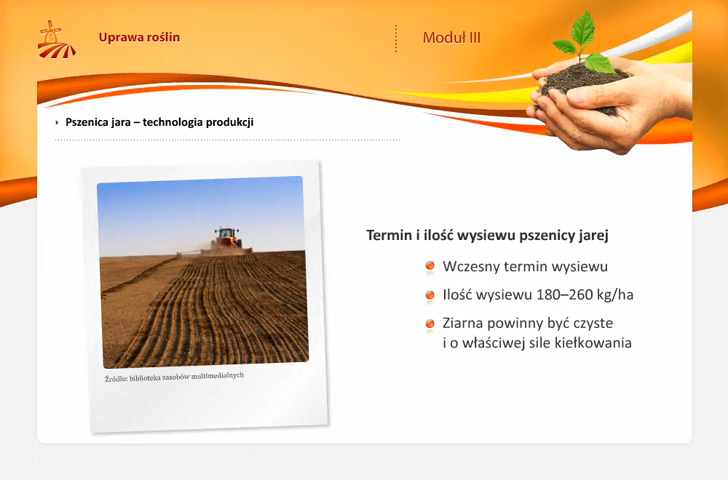 Uprawa roślin
Moduł III
Pszenica jara – technologia produkcji
Termin i ilość wysiewu pszenicy jarej
Wczesny termin wysiewu
Ilość wysiewu 180–260 kg/ha
Ziarna powinny być czyste
i o właściwej sile kiełkowania
Źródło: biblioteka zasobów multimedialnych